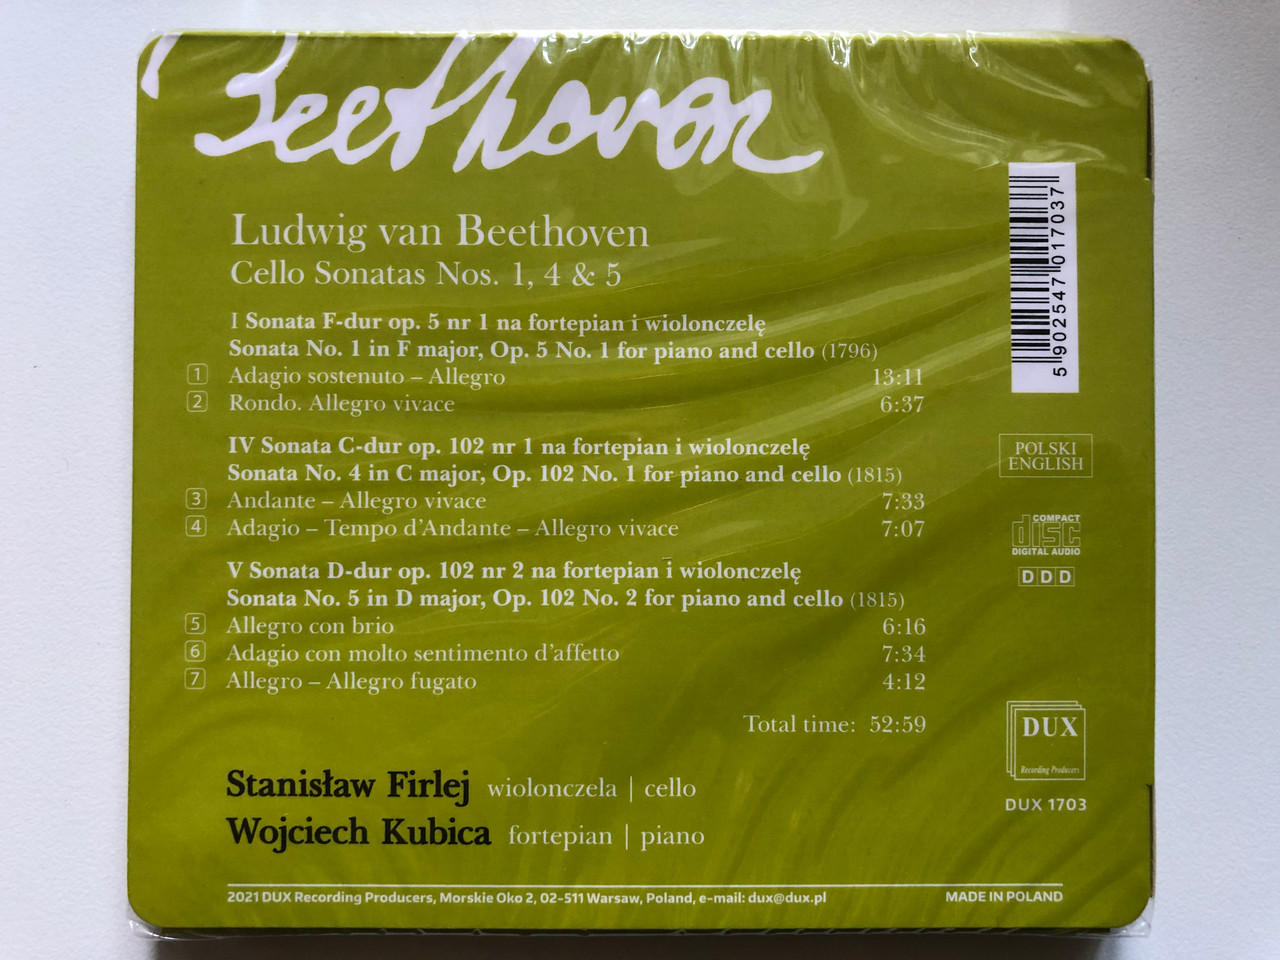 Beethoven
Ludwig van Beethoven
Cello Sonatas Nos. 1, 4 & 5
I Sonata F-dur op. 5 nr 1 na fortepian i wiolonczelę
Sonata No. 1 in F major, Op. 5 No. 1 for piano and cello (1796)
1 Adagio sostenuto – Allegro 13:11
2 Rondo. Allegro vivace 6:37
IV Sonata C-dur op. 102 nr 1 na fortepian i wiolonczelę
Sonata No. 4 in C major, Op. 102 No. 1 for piano and cello (1815)
3 Andante – Allegro vivace 7:33
4 Adagio – Tempo d'Andante – Allegro vivace 7:07
V Sonata D-dur op. 102 nr 2 na fortepian i wiolonczelę
Sonata No. 5 in D major, Op. 102 No. 2 for piano and cello (1815)
5 Allegro con brio 6:16
6 Adagio con molto sentimento d'affetto 7:34
7 Allegro – Allegro fugato 4:12
Total time: 52:59
Stanisław Firlej wiolonczela | cello
Wojciech Kubica fortepian | piano
2021 DUX Recording Producers, Morskie Oko 2, 02-511 Warsaw, Poland, e-mail: dux@dux.pl
MADE IN POLAND
5 902547 017037
POLSKI
ENGLISH
COMPACT
disc
DIGITAL AUDIO
DDD
DUX
Recording Producers
DUX 1703